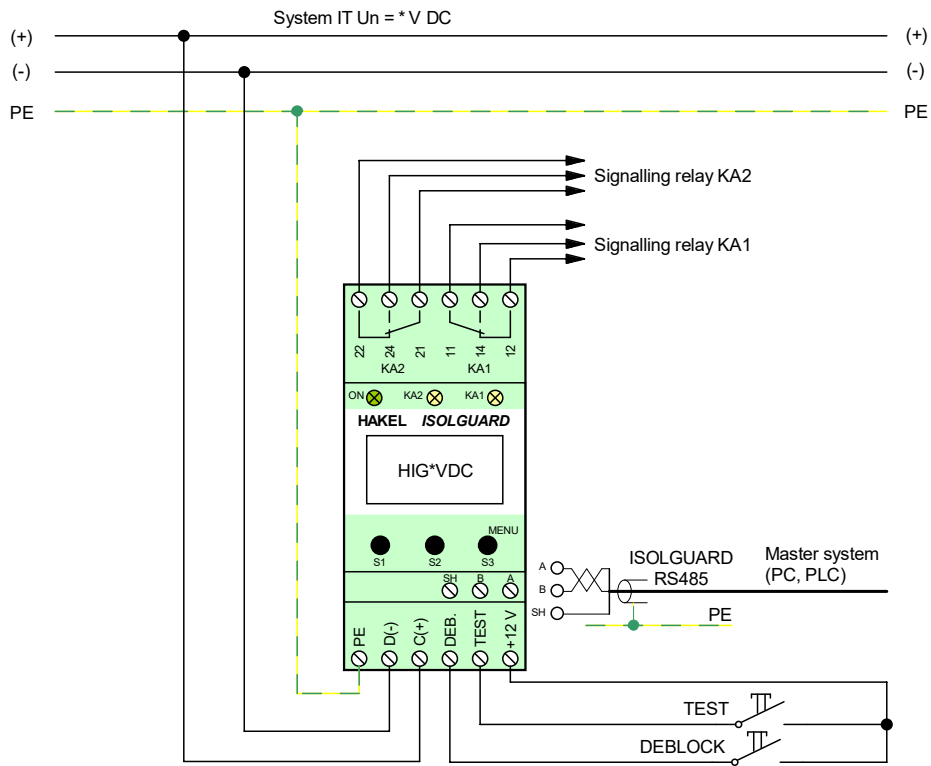 System IT Un = * V DC
(+) (+)
(-) (-)
PE PE
Signalling relay KA2
Signalling relay KA1
22 24 21 11 14 12
KA2 KA1
ON KA2 KA1
HAKEL ISOLGUARD
HIG*VDC
MENU
S1 S2 S3
SH B A
PE D(-) C(+) DEB. TEST +12 V
A
B
SH
ISOLGUARD
RS485
Master system
(PC, PLC)
PE
TEST
DEBLOCK